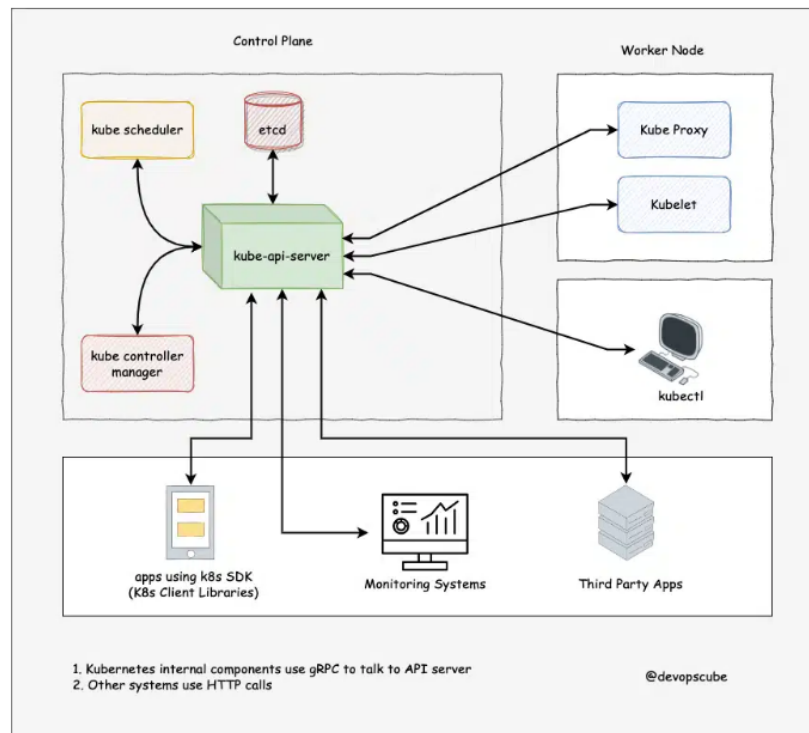 Control Plane
Worker Node
kube scheduler
etcd
Kube Proxy
Kubelet
kube-api-server
kube controller
manager
kubectl
apps using k8s SDK
(K8s Client Libraries)
Monitoring Systems
Third Party Apps
1. Kubernetes internal components use gRPC to talk to API server
2. Other systems use HTTP calls
@devopscube